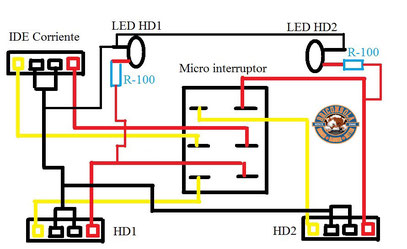 LED HD1
LED HD2
IDE Corriente
R-100
R-100
Micro interruptor
HD1
HD2